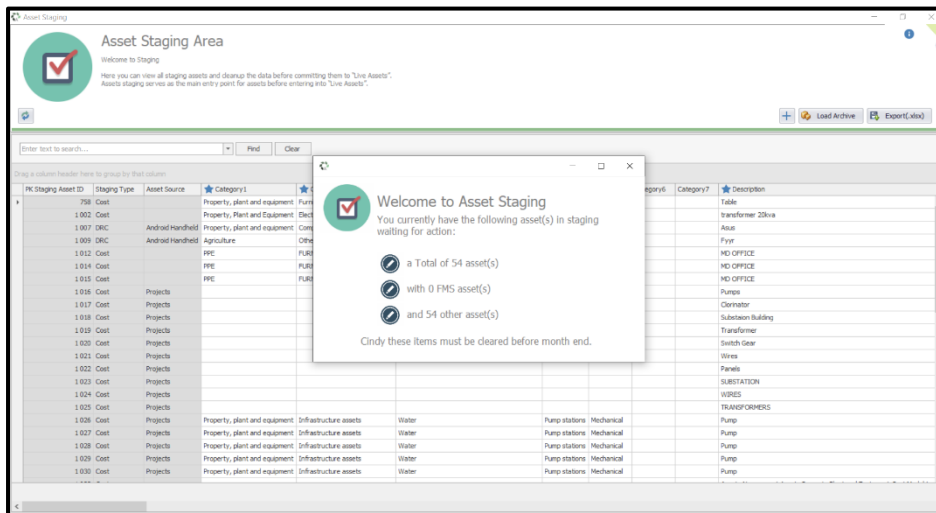 Asset Staging
Asset Staging Area
Welcome to Staging
Here you can view all staging assets and cleanup the data before committing them to "Live Assets".
Assets staging serves as the main entry point for assets before entering into "Live Assets".
Load Archive Export(.xlsx)
Enter text to search... Find Clear
Drag a column header here to group by that column
PK Staging Asset ID Staging Type Asset Source Category1 Category7 Description
758 Cost Property, plant and equipment Table
1 002 Cost Property, Plant and Equipment transformer 20kva
1 007 DRC Android Handheld Property, plant and equipment Asus
1 009 DRC Android Handheld Agriculture Fyyr
1 012 Cost PPE MD OFFICE
1 014 Cost PPE MD OFFICE
1 015 Cost PPE MD OFFICE
1 016 Cost Projects Pumps
1 017 Cost Projects Clorinator
1 018 Cost Projects Substaion Building
1 019 Cost Projects Transformer
1 020 Cost Projects Switch Gear
1 021 Cost Projects Wires
1 022 Cost Projects Panels
1 023 Cost Projects SUBSTATION
1 024 Cost Projects WIRES
1 025 Cost Projects TRANSFORMERS
1 026 Cost Projects Property, plant and equipment Infrastructure assets Water Pump stations Mechanical Pump
1 027 Cost Projects Property, plant and equipment Infrastructure assets Water Pump stations Mechanical Pump
1 028 Cost Projects Property, plant and equipment Infrastructure assets Water Pump stations Mechanical Pump
1 029 Cost Projects Property, plant and equipment Infrastructure assets Water Pump stations Mechanical Pump
1 030 Cost Projects Property, plant and equipment Infrastructure assets Water Pump stations Mechanical Pump
Welcome to Asset Staging
You currently have the following asset(s) in staging
waiting for action:
a Total of 54 asset(s)
with 0 FMS asset(s)
and 54 other asset(s)
Cindy these items must be cleared before month end.